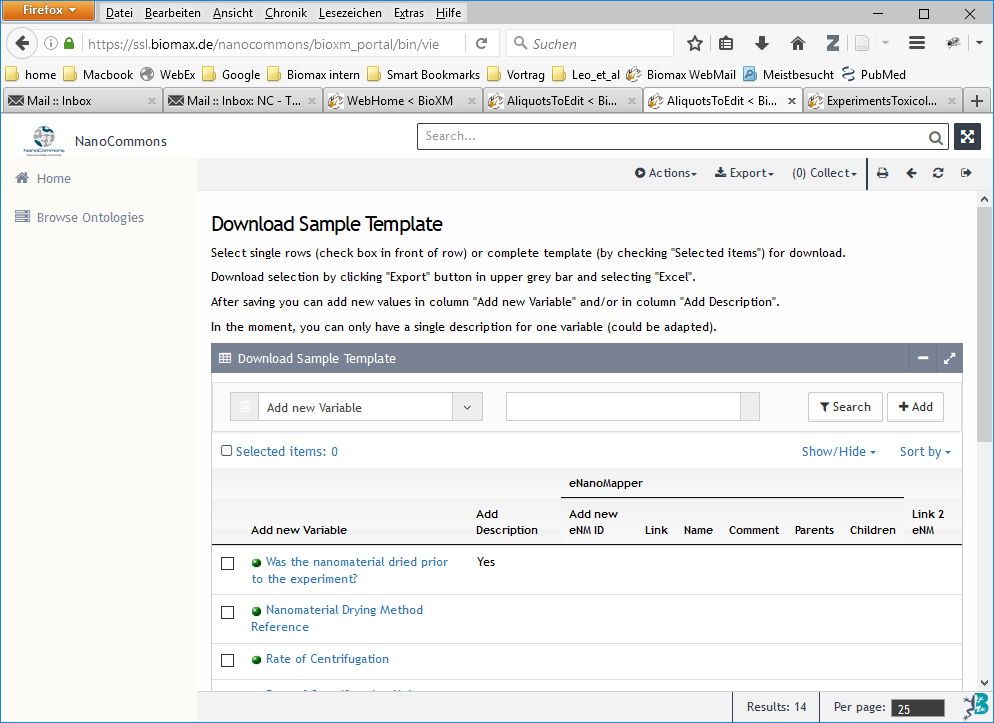 Firefox
Datei Bearbeiten Ansicht Chronik Lesezeichen Extras Hilfe
https://ssl.biomax.de/nanocommons/bioxm_portal/bin/vie
Suchen
home Macbook WebEx Google Biomax intern Smart Bookmarks Vortrag Leo_et_al Biomax WebMail Meistbesucht PubMed
Mail :: Inbox
Mail :: Inbox: NC - T...
WebHome < BioXM
AliquotsToEdit < Bi...
AliquotsToEdit < Bi...
ExperimentsToxicol...
NanoCommons
NanoCommons
Search...
Home
Browse Ontologies
Actions Export (0) Collect
Download Sample Template
Select single rows (check box in front of row) or complete template (by checking "Selected items") for download.
Download selection by clicking "Export" button in upper grey bar and selecting "Excel".
After saving you can add new values in column "Add new Variable" and/or in column "Add Description".
In the moment, you can only have a single description for one variable (could be adapted).
Download Sample Template
Add new Variable
Search
Add
Selected items: 0
Show/Hide
Sort by
eNanoMapper
Add new Variable
Add
Description
Add new
eNM ID
Link
Name
Comment
Parents
Children
Link 2
eNM
Was the nanomaterial dried prior
to the experiment?
Yes
Nanomaterial Drying Method
Reference
Rate of Centrifugation
Results: 14
Per page: 25